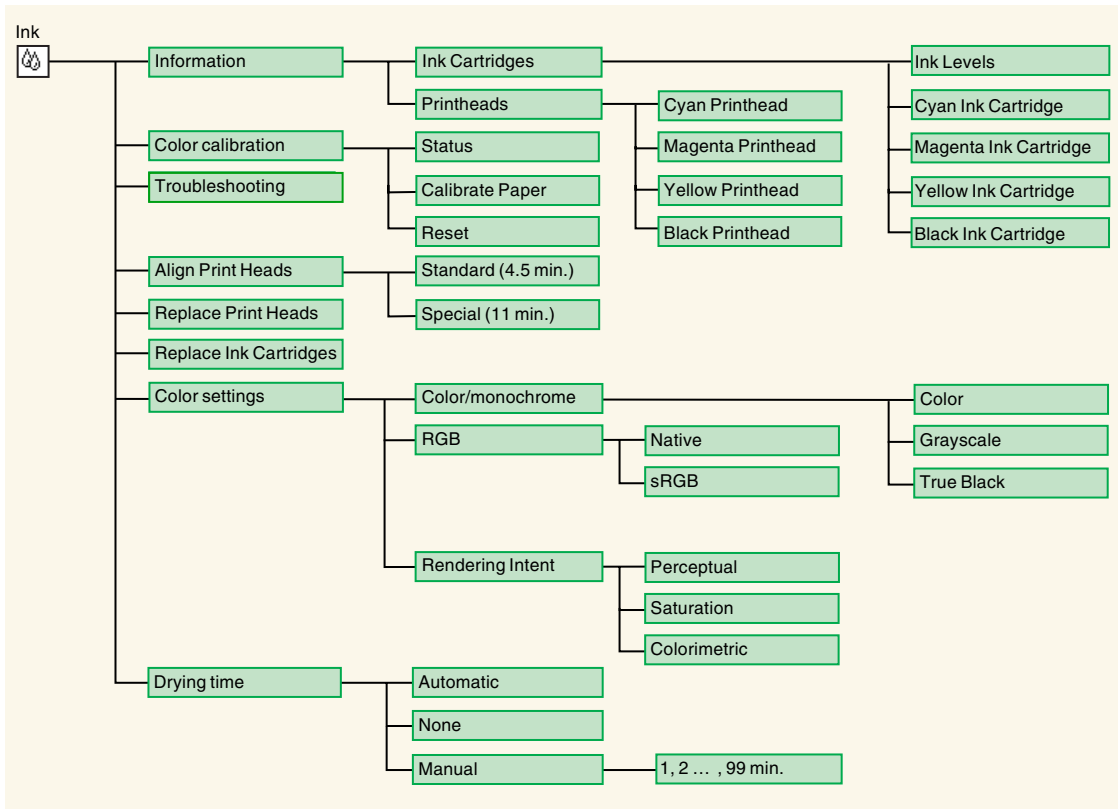 Ink
Information
Ink Cartridges
Ink Levels
Printheads
Cyan Printhead
Cyan Ink Cartridge
Color calibration
Status
Magenta Printhead
Magenta Ink Cartridge
Troubleshooting
Calibrate Paper
Yellow Printhead
Yellow Ink Cartridge
Reset
Black Printhead
Black Ink Cartridge
Align Print Heads
Standard (4.5 min.)
Replace Print Heads
Special (11 min.)
Replace Ink Cartridges
Color settings
Color/monochrome
Color
RGB
Native
Grayscale
sRGB
True Black
Rendering Intent
Perceptual
Saturation
Colorimetric
Drying time
Automatic
None
Manual
1, 2 ... , 99 min.